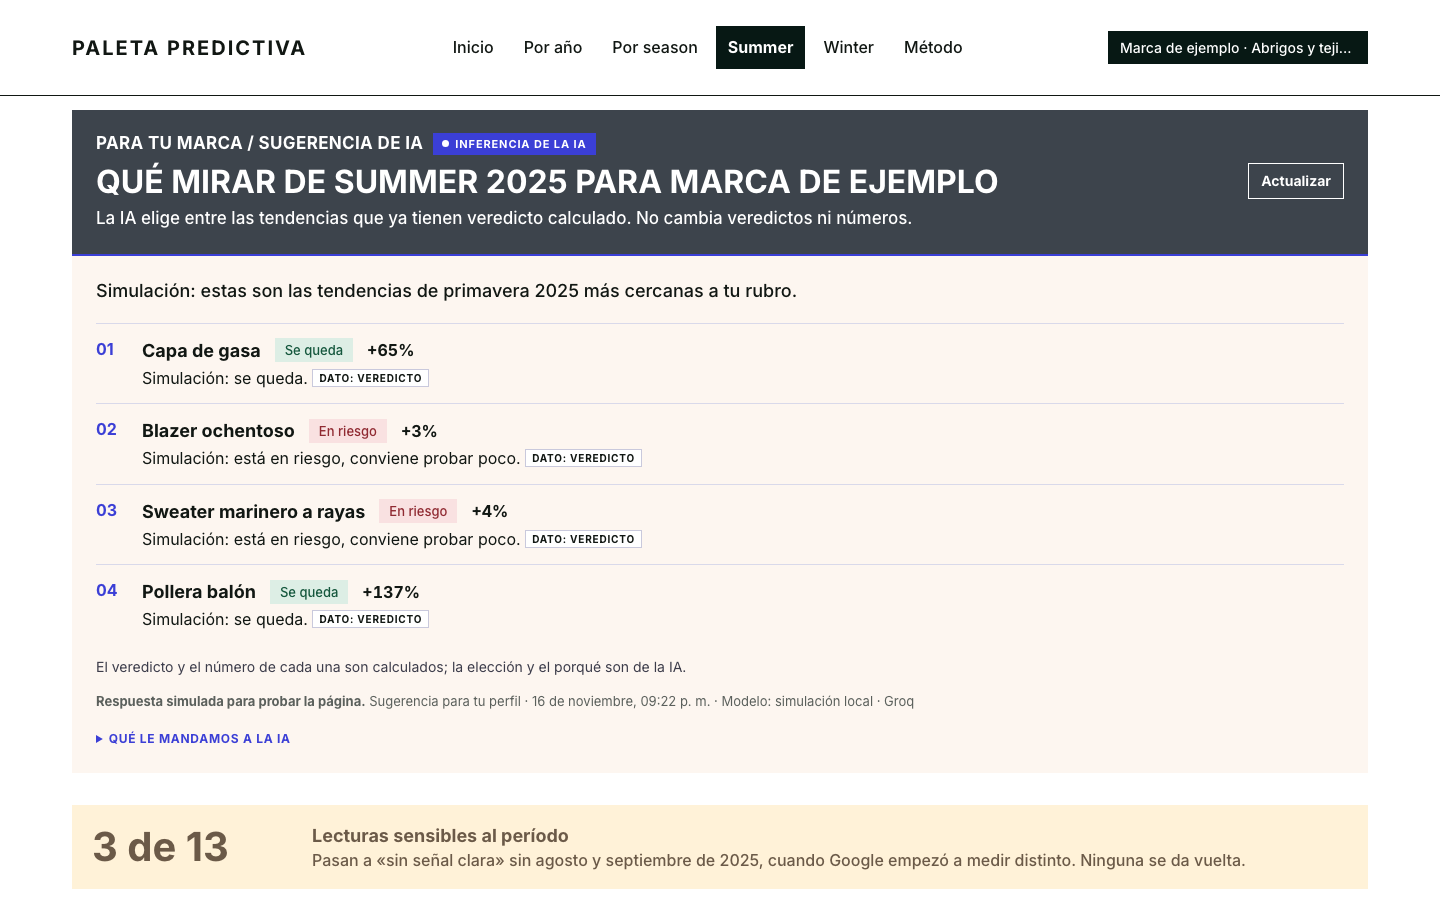 PALETA PREDICTIVA
Inicio
Por año
Por season
Summer
Winter
Método
Marca de ejemplo · Abrigos y teji...
PARA TU MARCA / SUGERENCIA DE IA
INFERENCIA DE LA IA
QUÉ MIRAR DE SUMMER 2025 PARA MARCA DE EJEMPLO
Actualizar
La IA elige entre las tendencias que ya tienen veredicto calculado. No cambia veredictos ni números.
Simulación: estas son las tendencias de primavera 2025 más cercanas a tu rubro.
01 Capa de gasa Se queda +65%
Simulación: se queda. DATO: VEREDICTO
02 Blazer ochentoso En riesgo +3%
Simulación: está en riesgo, conviene probar poco. DATO: VEREDICTO
03 Sweater marinero a rayas En riesgo +4%
Simulación: está en riesgo, conviene probar poco. DATO: VEREDICTO
04 Pollera balón Se queda +137%
Simulación: se queda. DATO: VEREDICTO
El veredicto y el número de cada una son calculados; la elección y el porqué son de la IA.
Respuesta simulada para probar la página. Sugerencia para tu perfil · 16 de noviembre, 09:22 p. m. · Modelo: simulación local · Groq
QUÉ LE MANDAMOS A LA IA
3 de 13
Lecturas sensibles al período
Pasan a «sin señal clara» sin agosto y septiembre de 2025, cuando Google empezó a medir distinto. Ninguna se da vuelta.